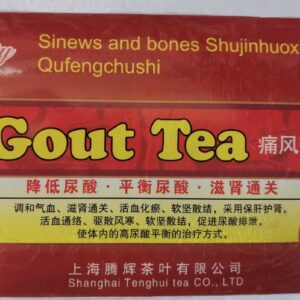 Sinews and bones Shujinhuox
Qufengchushi
Gout Tea 痛风
降低尿酸·平衡尿酸·滋肾通关
调和气血、滋肾通关、活血化瘀、软坚散结，采用保肝护肾，
活血通络、驱散风寒、软坚散结，促进尿酸排泄，
使体内的高尿酸平衡的治疗方式，
上海腾辉茶叶有限公司
Shanghai Tenghui tea CO., LTD